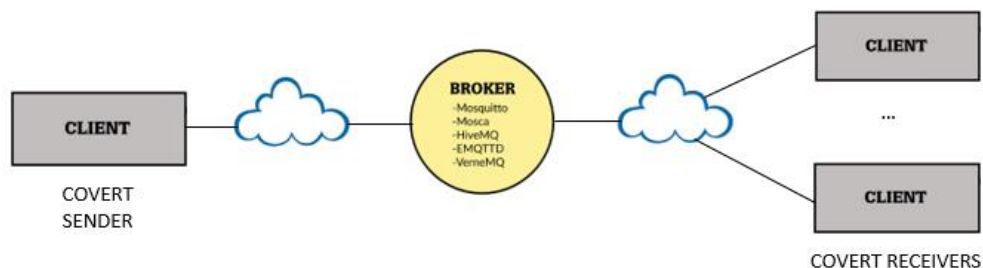 CLIENT
COVERT
SENDER
BROKER
-Mosquitto
-Mosca
-HiveMQ
-EMQTTD
-VerneMQ
CLIENT
...
CLIENT
COVERT RECEIVERS